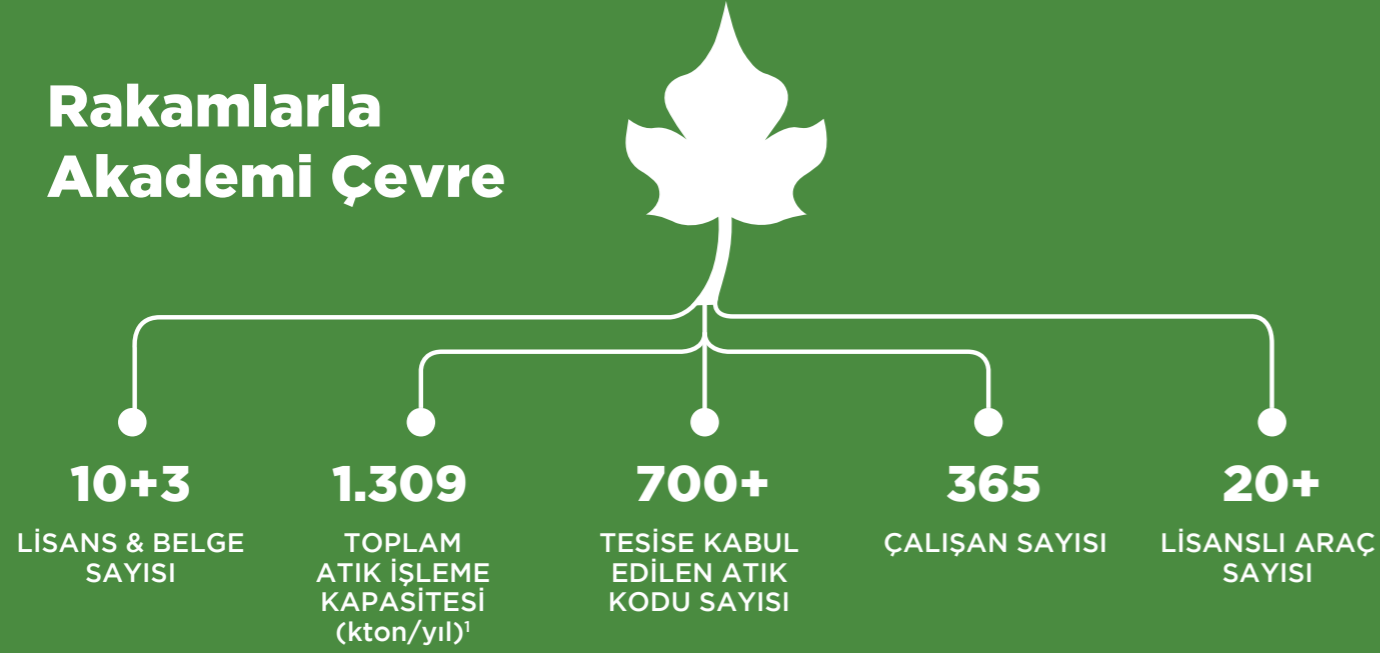 Rakamlarla
Akademi Çevre
10+3
LİSANS & BELGE
SAYISI
1.309
TOPLAM
ATIK İŞLEME
KAPASİTESİ
(kton/yıl)¹
700+
TESİSE KABUL
EDİLEN ATIK
KODU SAYISI
365
ÇALIŞAN SAYISI
20+
LİSANSLI ARAÇ
SAYISI